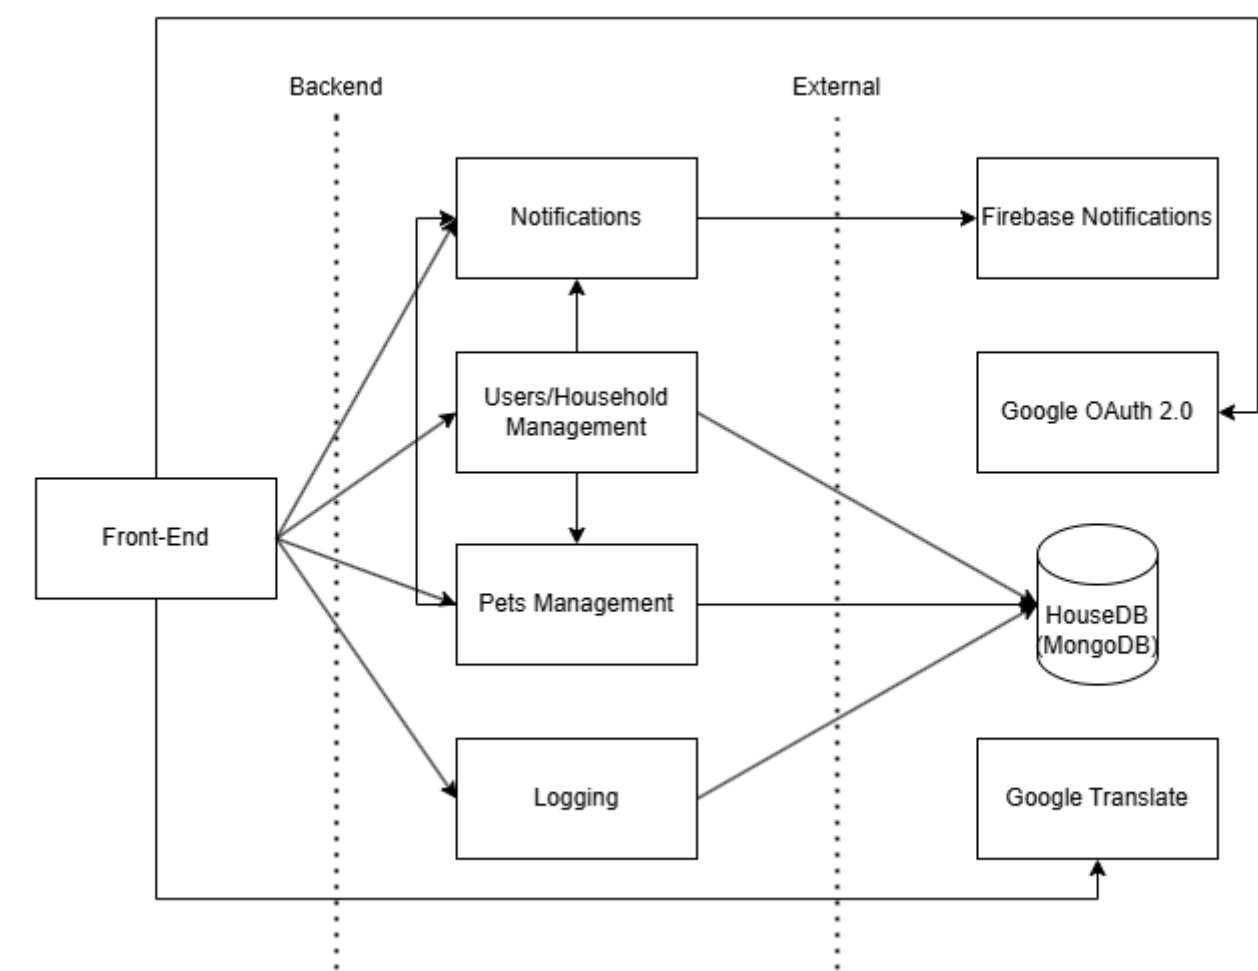 Backend
External
Notifications
Firebase Notifications
Users/Household
Management
Google OAuth 2.0
Front-End
Pets Management
HouseDB
(MongoDB)
Logging
Google Translate